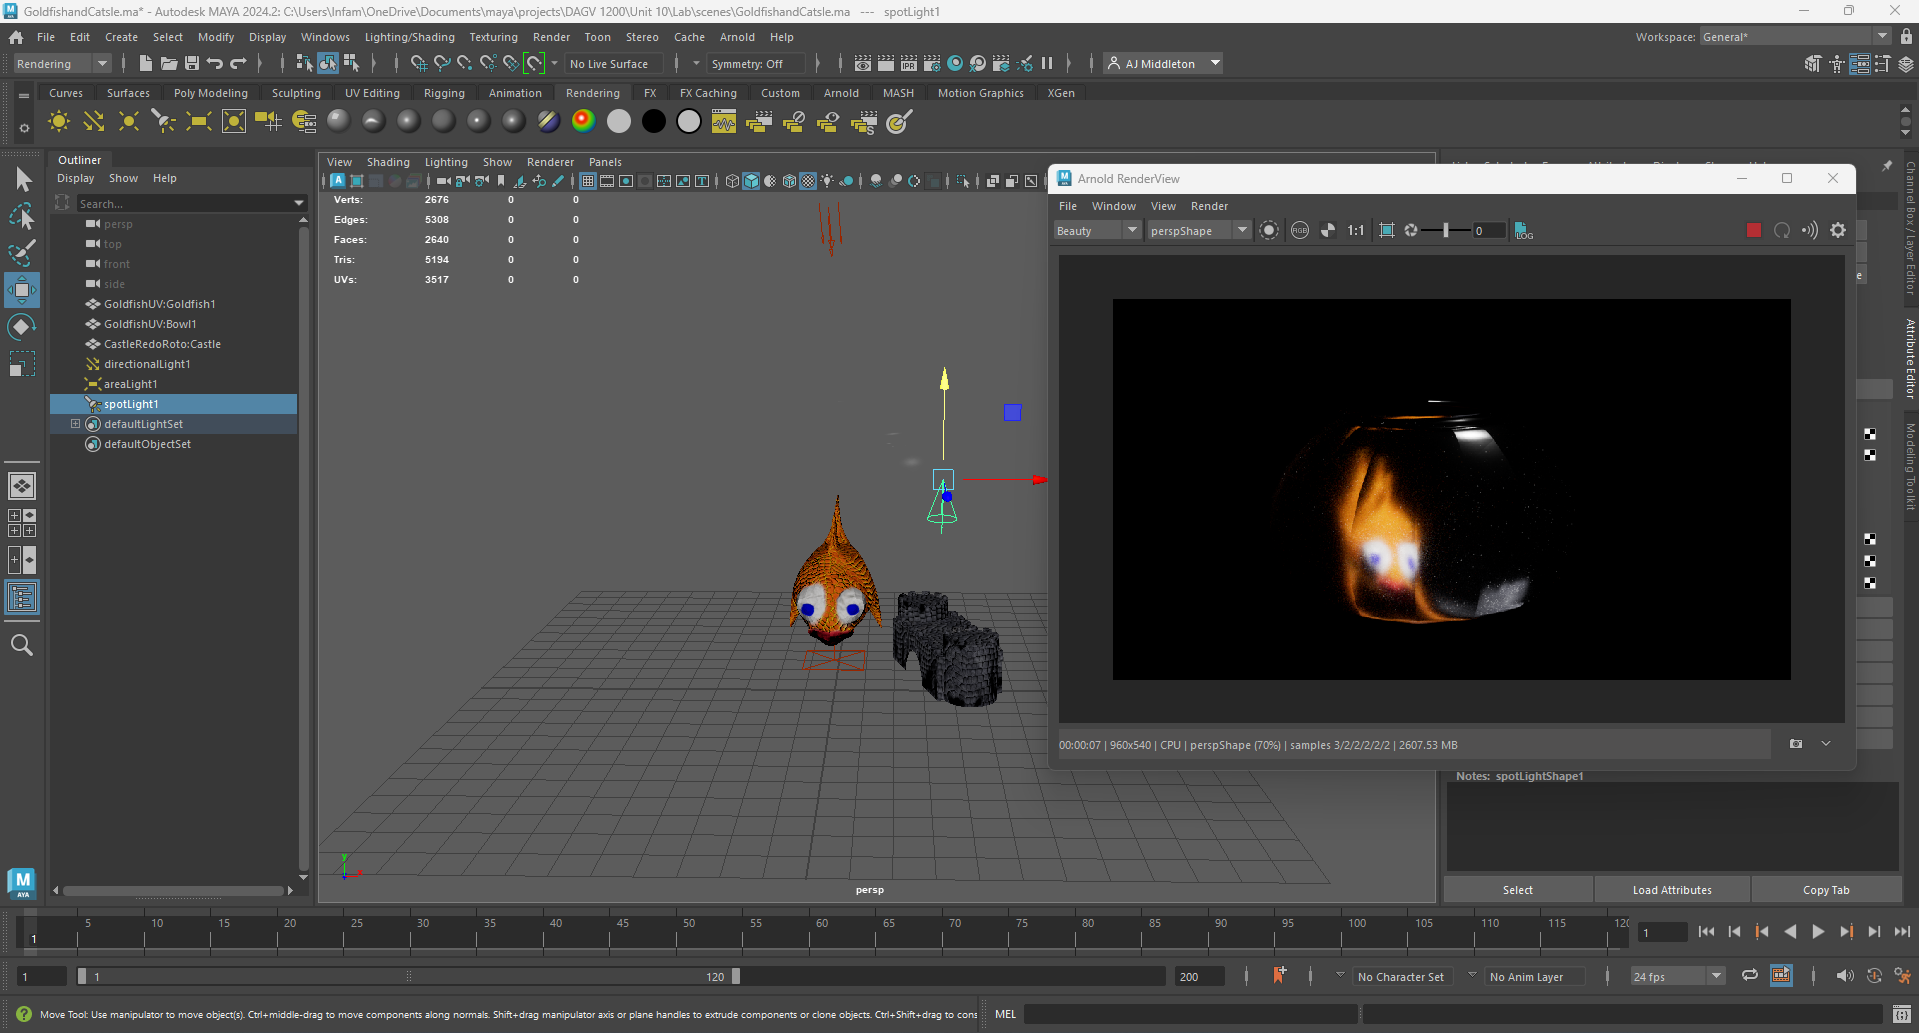 GoldfishandCatsle.ma* - Autodesk MAYA 2024.2: C:\Users\Infam\OneDrive\Documents\maya\projects\DAGV 1200\Unit 10\Lab\scenes\GoldfishandCatsle.ma --- spotLight1
File Edit Create Select Modify Display Windows Lighting/Shading Texturing Render Toon Stereo Cache Arnold Help
Workspace: General*
Rendering
No Live Surface
Symmetry: Off
IPR
AJ Middleton
Curves Surfaces Poly Modeling Sculpting UV Editing Rigging Animation Rendering FX FX Caching Custom Arnold MASH Motion Graphics XGen
Outliner
Display Show Help
Search...
persp
top
front
side
GoldfishUV:Goldfish1
GoldfishUV:Bowl1
CastleRedoRoto:Castle
directionalLight1
areaLight1
spotLight1
defaultLightSet
defaultObjectSet
View Shading Lighting Show Renderer Panels
Verts: 2676 0 0
Edges: 5308 0 0
Faces: 2640 0 0
Tris: 5194 0 0
UVs: 3517 0 0
persp
y
Arnold RenderView
File Window View Render
Beauty
perspShape
RGB
1:1
0
LOG
00:00:07 | 960x540 | CPU | perspShape (70%) | samples 3/2/2/2/2/2 | 2607.53 MB
Channel Box / Layer Editor
Attribute Editor
Modeling Toolkit
Notes: spotLightShape1
Select Load Attributes Copy Tab
M
AYA
5 10 15 20 25 30 35 40 45 50 55 60 65 70 75 80 85 90 95 100 105 110 115 120
1
1
1
1
120
200
No Character Set
No Anim Layer
24 fps
Move Tool: Use manipulator to move object(s). Ctrl+middle-drag to move components along normals. Shift+drag manipulator axis or plane handles to extrude components or clone objects. Ctrl+Shift+drag to cons
MEL